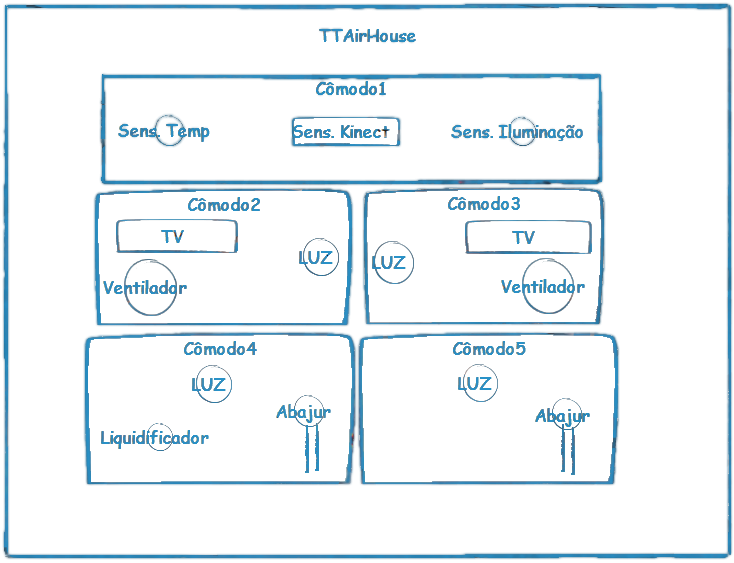 TTAirHouse
Cômodo1
Sens. Temp
Sens. Kinect
Sens. Iluminação
Cômodo2
TV
LUZ
Ventilador
Cômodo3
TV
LUZ
Ventilador
Cômodo4
LUZ
Abajur
Liquidificador
Cômodo5
LUZ
Abajur